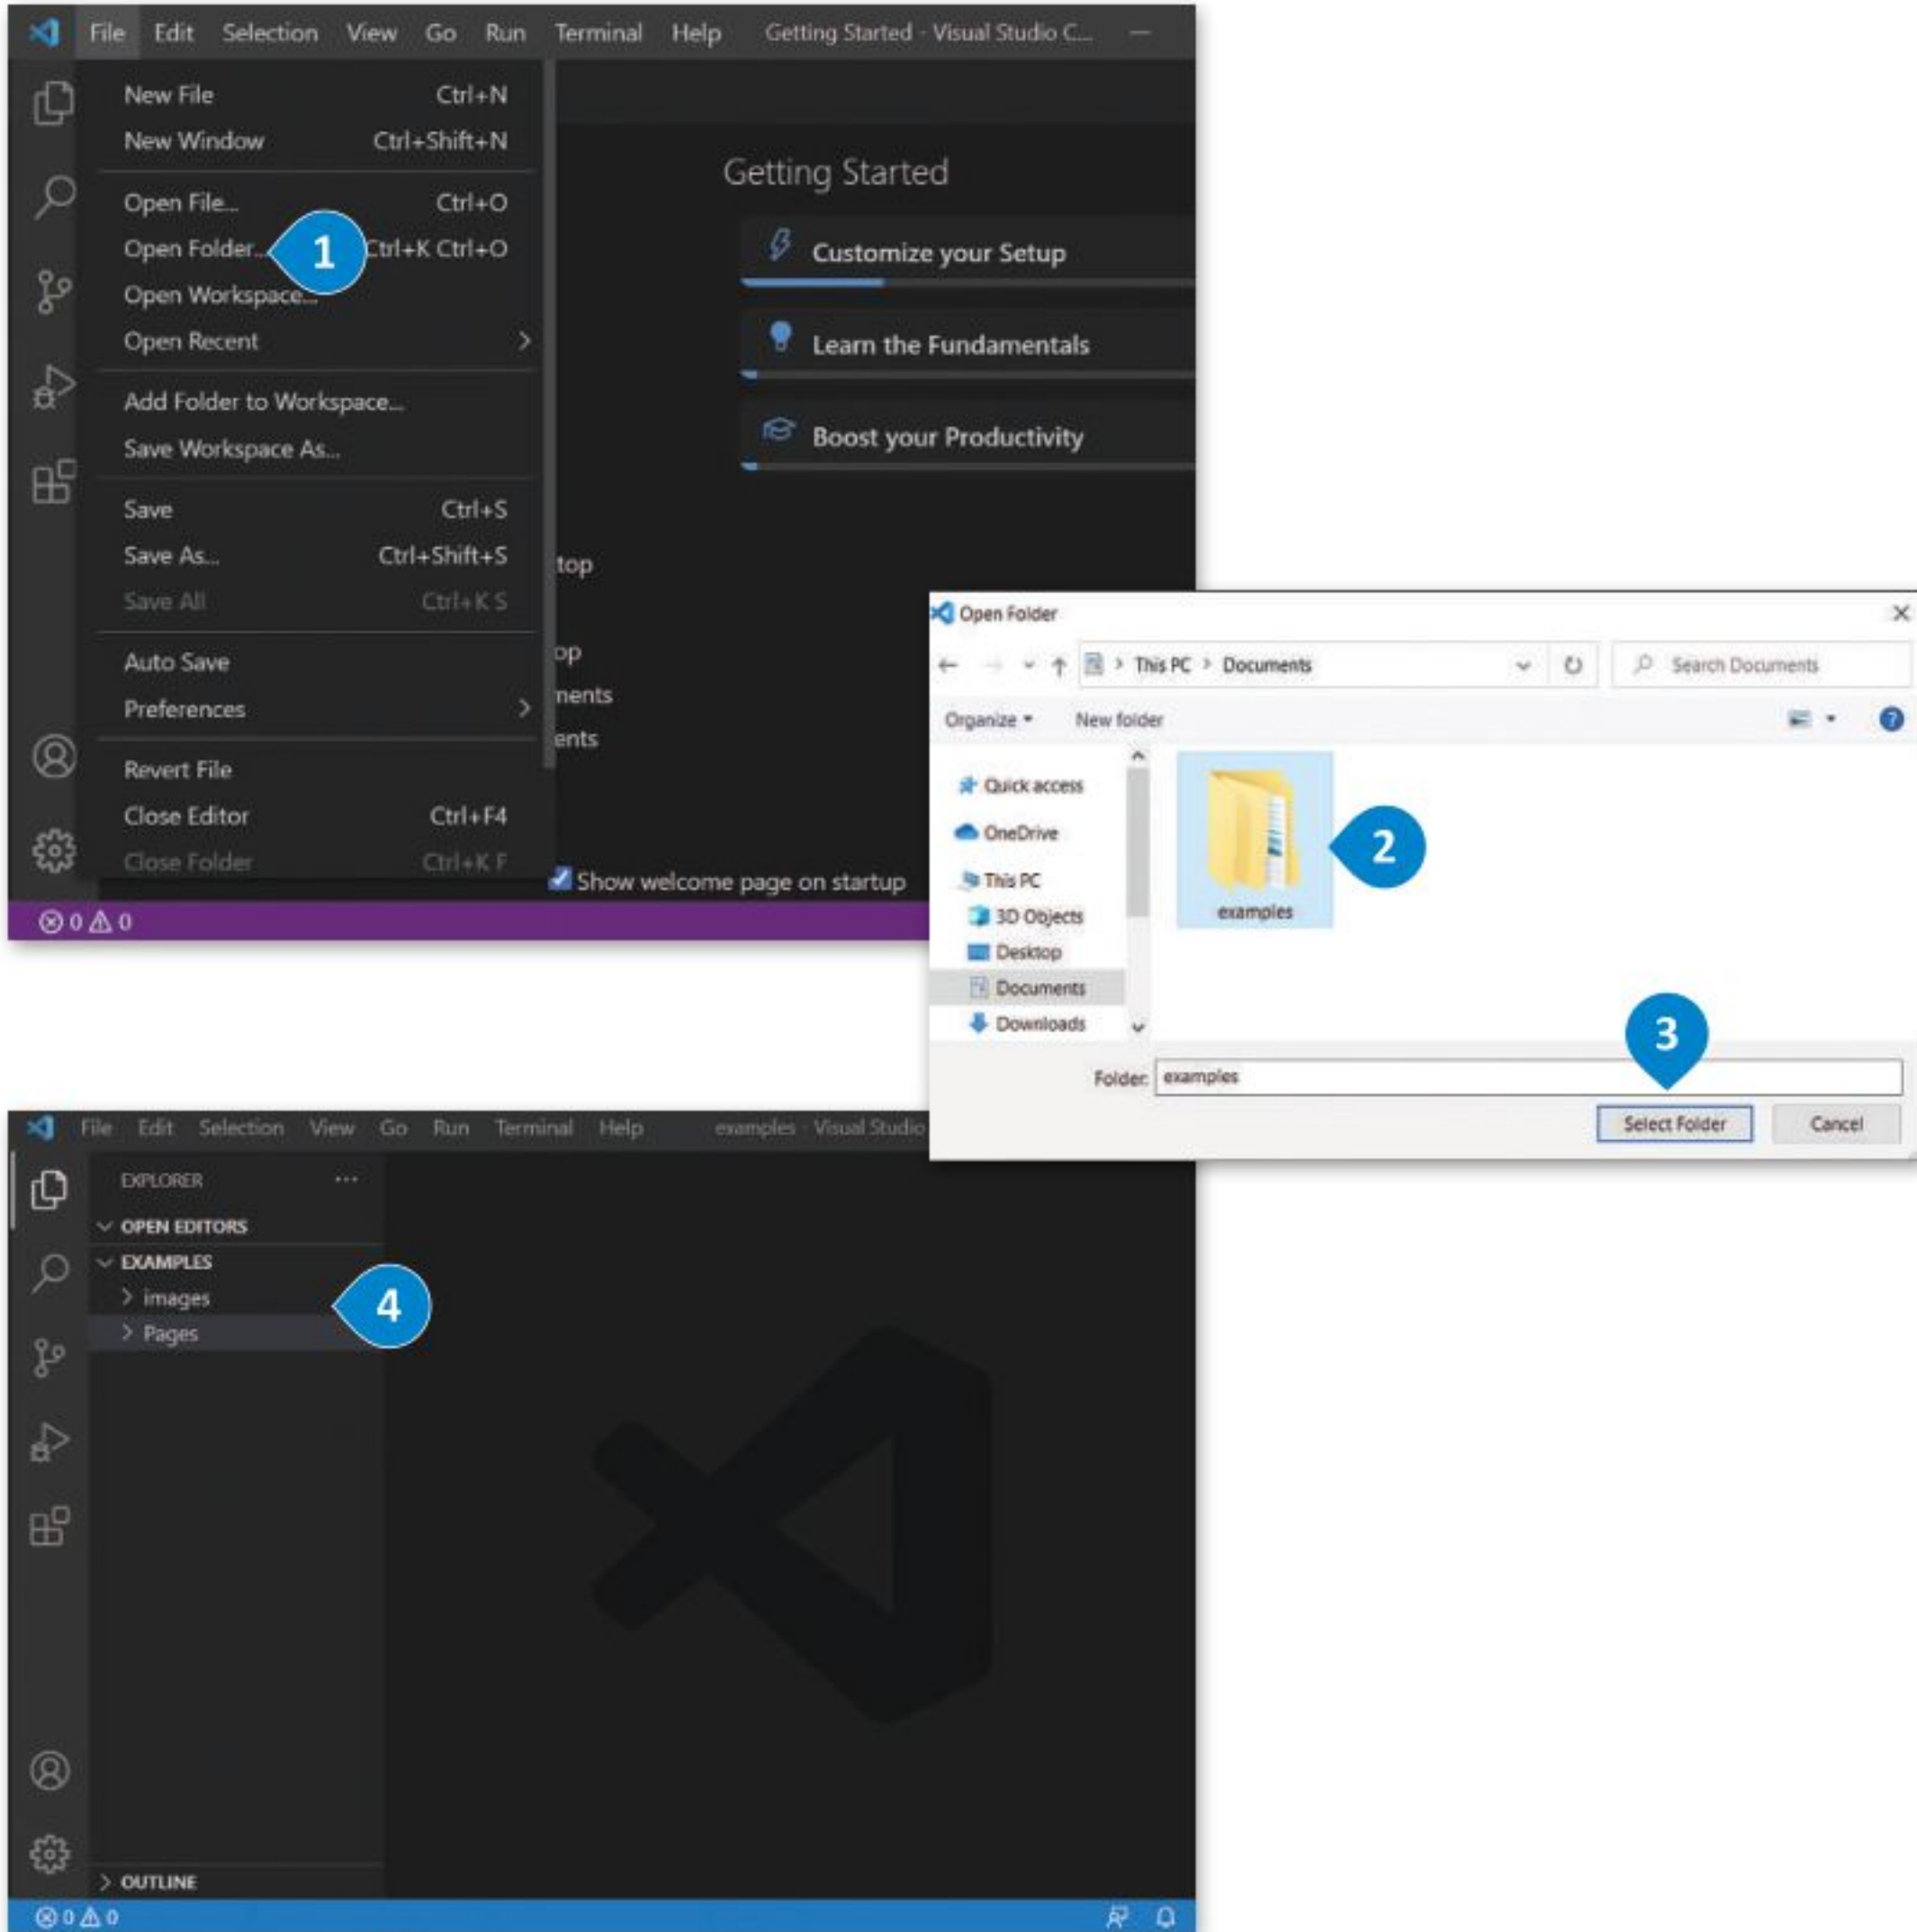 File Edit Selection View Go Run Terminal Help Getting Started - Visual Studio C...
New File Ctrl+N
New Window Ctrl+Shift+N
Open File... Ctrl+O
Open Folder... 1 Ctrl+K Ctrl+O
Open Workspace...
Open Recent
Add Folder to Workspace...
Save Workspace As...
Save Ctrl+S
Save As... Ctrl+Shift+S
Save All Ctrl+K S
Auto Save
Preferences
Revert File
Close Editor Ctrl+F4
Close Folder Ctrl+K F
Getting Started
Customize your Setup
Learn the Fundamentals
Boost your Productivity
top
op
ments
ents
Show welcome page on startup
0 0
Open Folder
This PC > Documents Search Documents
Organize New folder ?
Quick access
OneDrive
This PC
3D Objects
Desktop
Documents
Downloads
examples
2
3
Folder: examples
Select Folder Cancel
File Edit Selection View Go Run Terminal Help examples - Visual Studio
EXPLORER ...
OPEN EDITORS
EXAMPLES
> images
> Pages
4
> OUTLINE
0 0